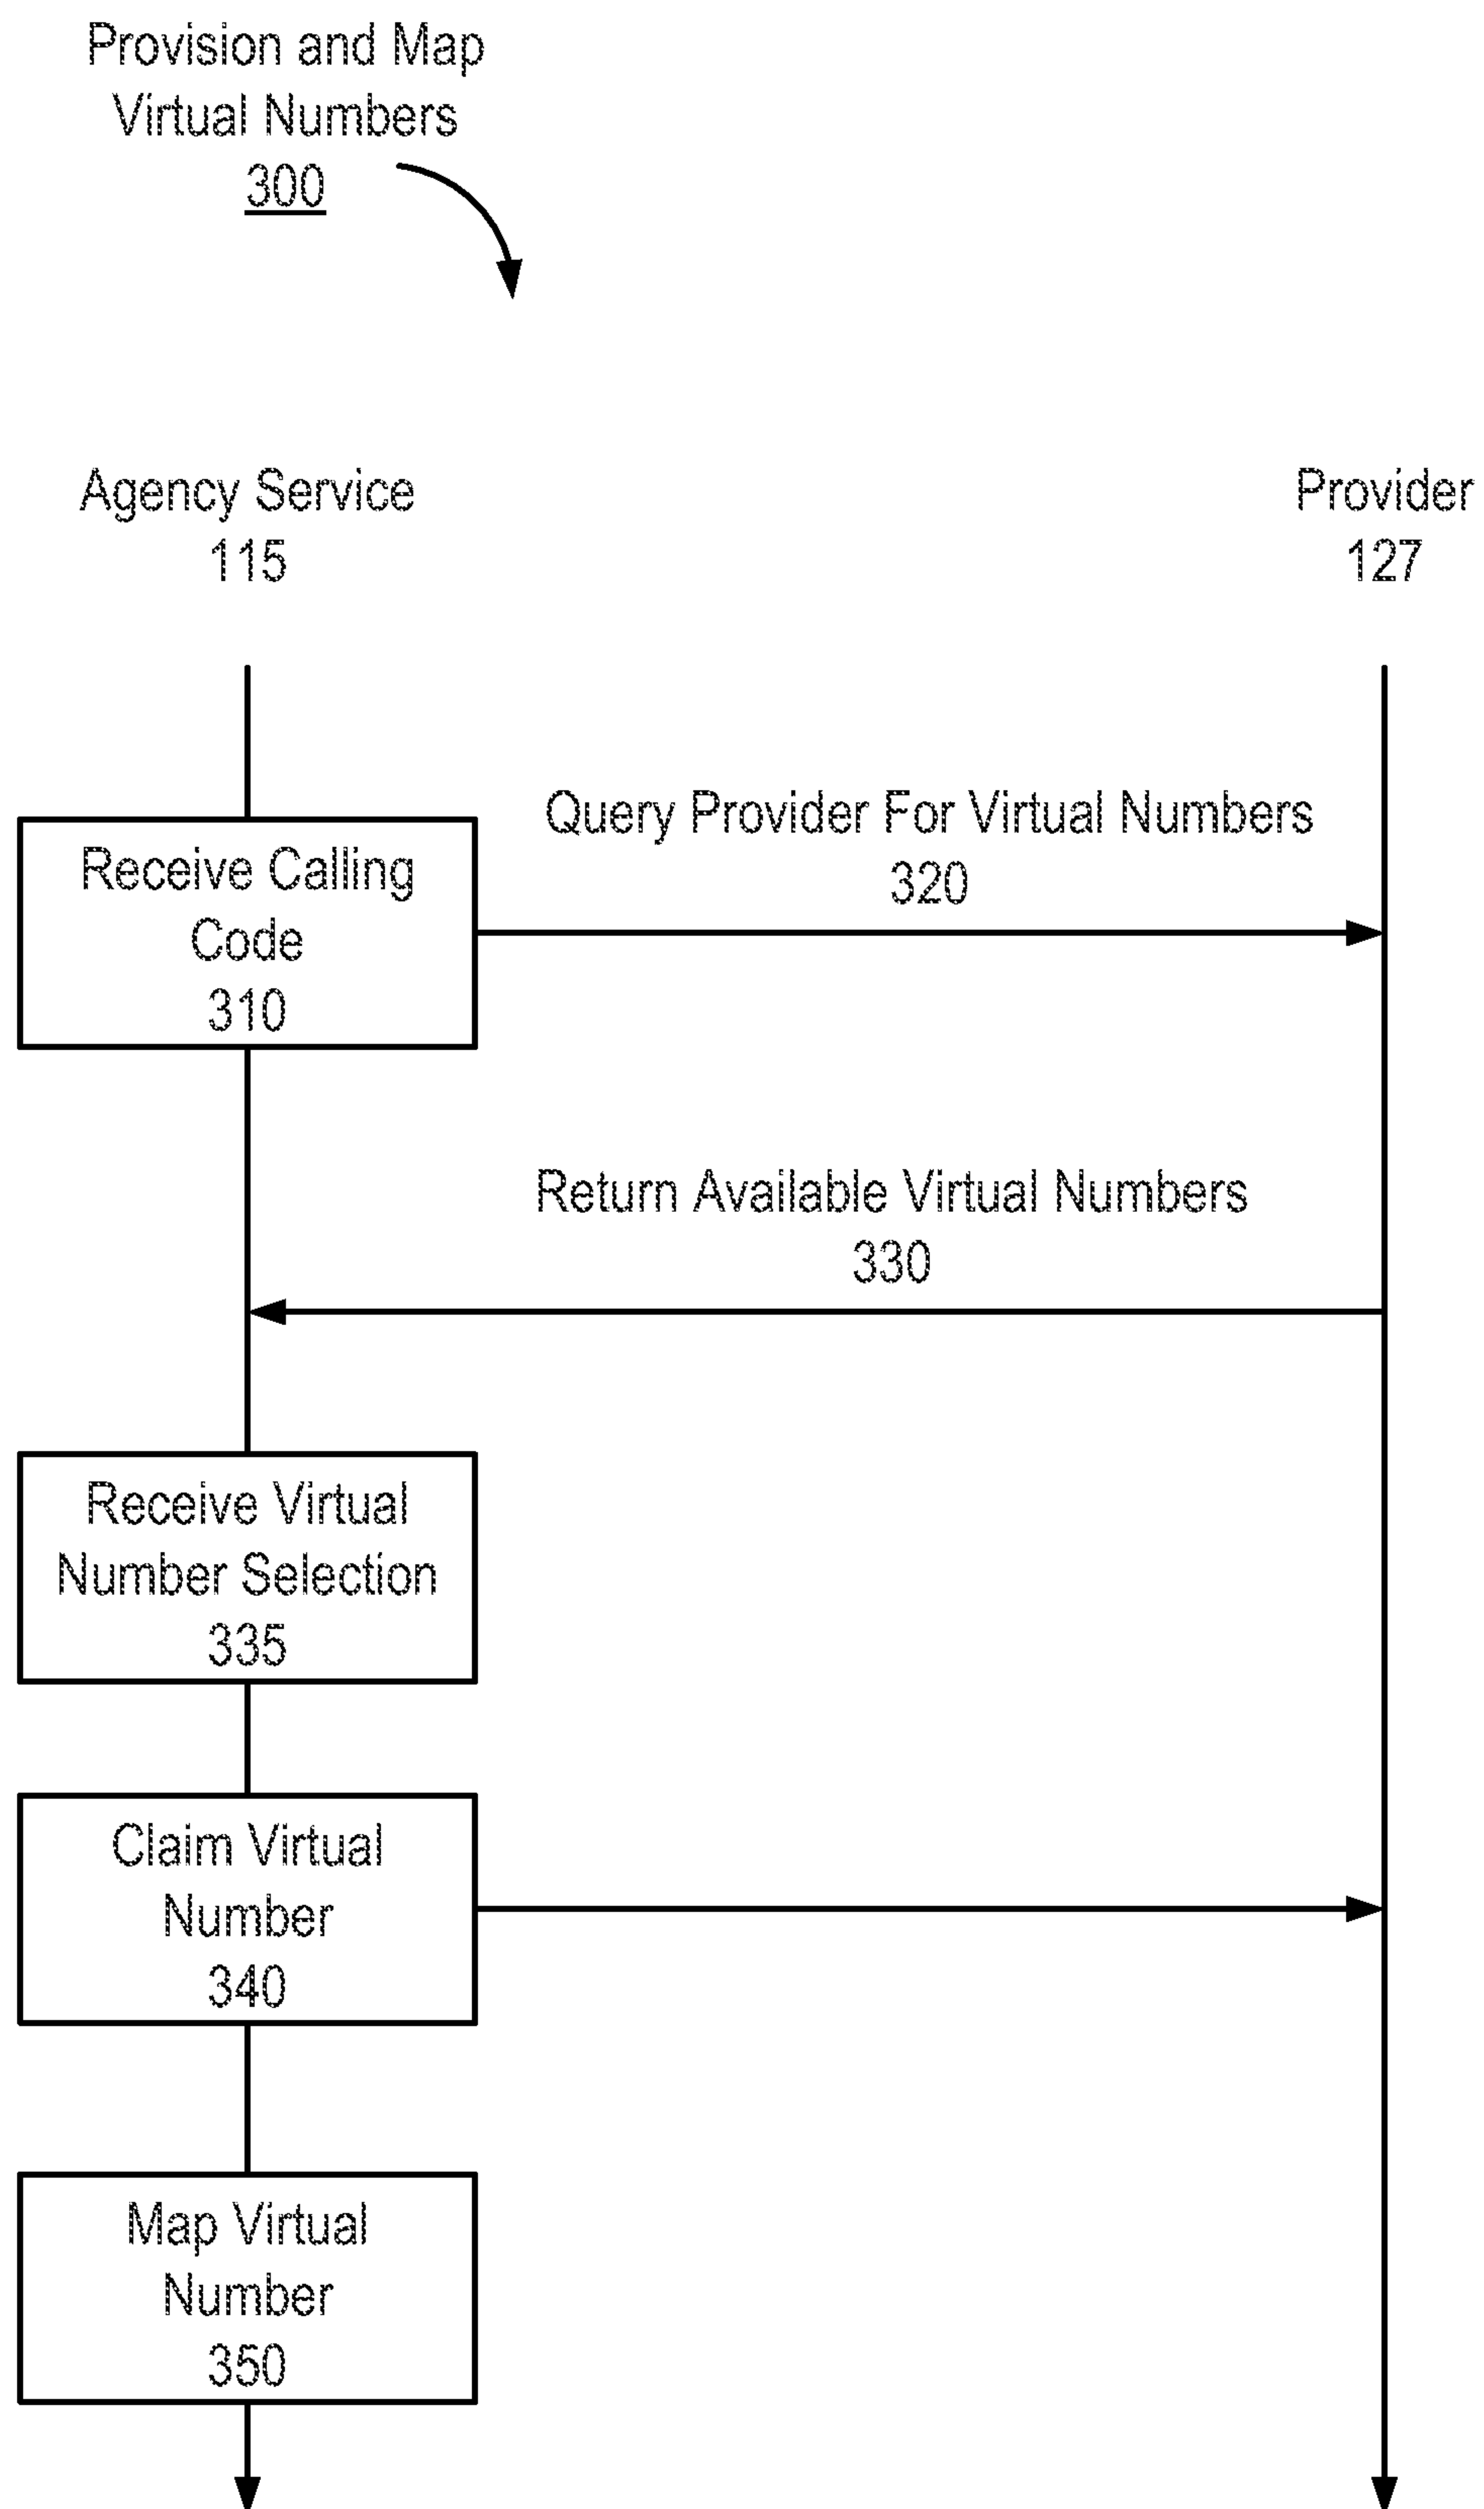 Provision and Map
Virtual Numbers
300
Agency Service
115
Provider
127
Query Provider For Virtual Numbers
320
Receive Calling
Code
310
Return Available Virtual Numbers
330
Receive Virtual
Number Selection
335
Claim Virtual
Number
340
Map Virtual
Number
350